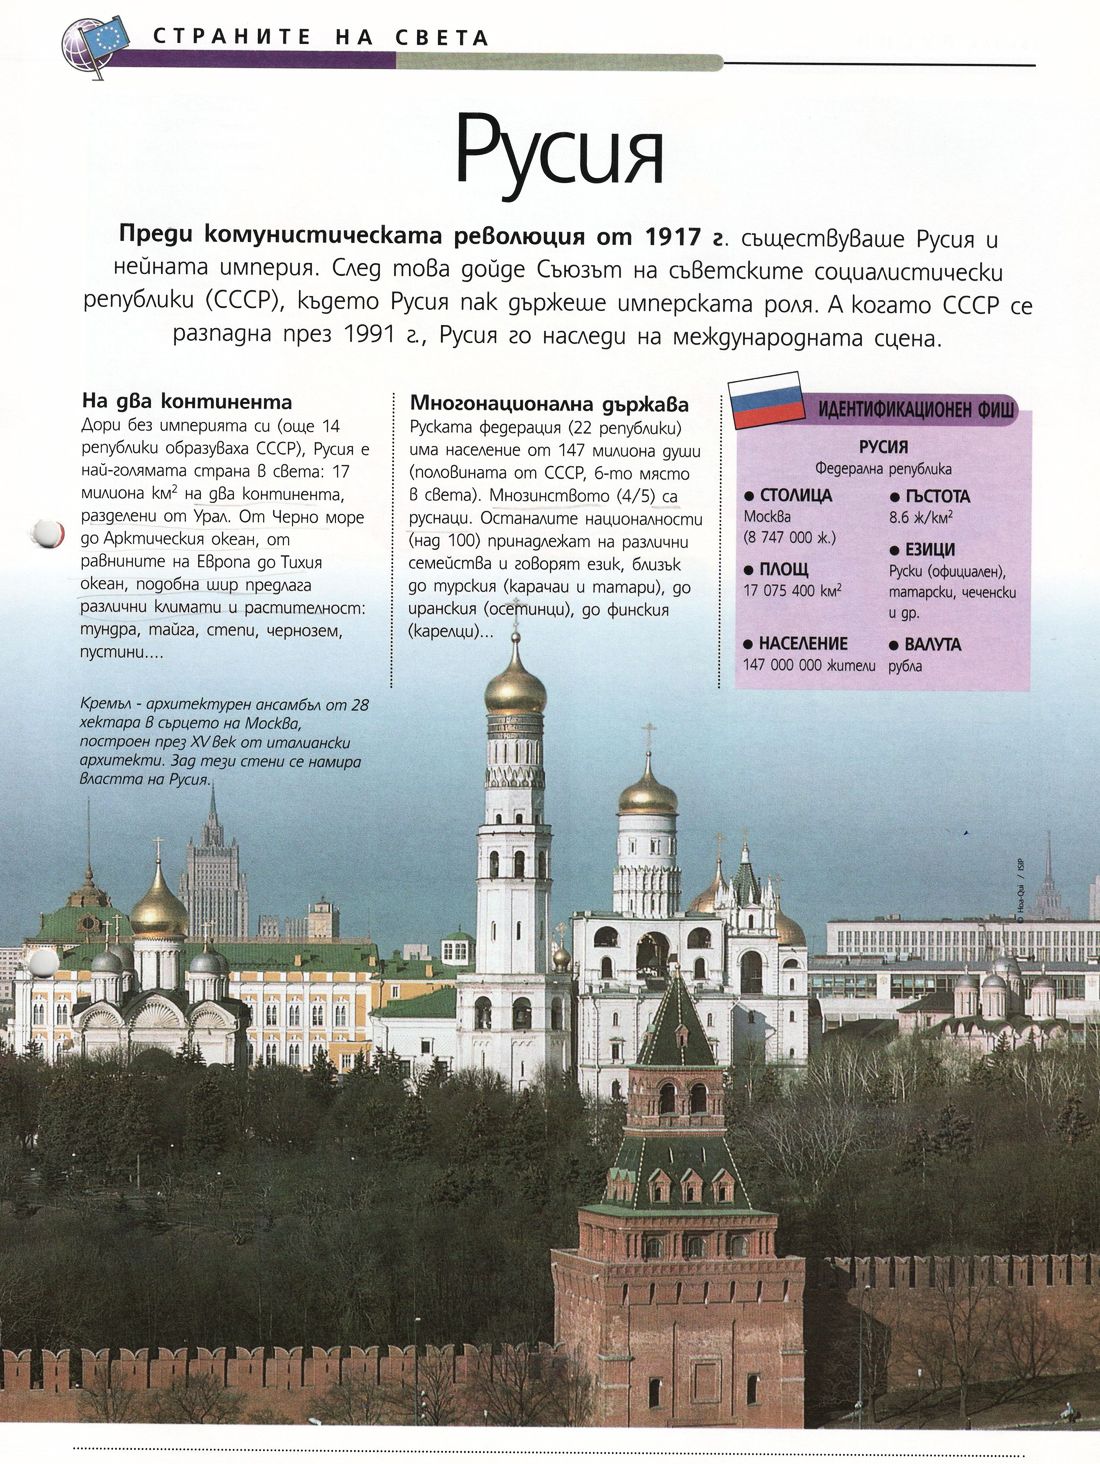 СТРАНИТЕ НА СВЕТА
Русия
Преди комунистическата революция от 1917 г. съществуваше Русия и
нейната империя. След това дойде Съюзът на съветските социалистически
републики (СССР), където Русия пак държеше имперската роля. А когато СССР се
разпадна през 1991 г., Русия го наследи на международната сцена.
На два континента
Дори без империята си (още 14
републики образуваха СССР), Русия е
най-голямата страна в света: 17
милиона км² на два континента,
разделени от Урал. От Черно море
до Арктическия океан, от
равнините на Европа до Тихия
океан, подобна шир предлага
различни климати и растителност:
тундра, тайга, степи, чернозем,
пустини....
Кремъл - архитектурен ансамбъл от 28
хектара в сърцето на Москва,
построен през XV век от италиански
архитекти. Зад тези стени се намира
властта на Русия.
Многонационална държава
Руската федерация (22 републики)
има население от 147 милиона души
(половината от СССР, 6-то място
в света). Мнозинството (4/5) са
руснаци. Останалите националности
(над 100) принадлежат на различни
семейства и говорят език, близък
до турския (карачаи и татари), до
иранския (осетинци), до финския
(карелци)...
ИДЕНТИФИКАЦИОНЕН ФИШ
РУСИЯ
Федерална република
● СТОЛИЦА
Москва
(8 747 000 ж.)
● ПЛОЩ
17 075 400 км²
● НАСЕЛЕНИЕ
147 000 000 жители
● ГЪСТОТА
8.6 ж/км²
● ЕЗИЦИ
Руски (официален),
татарски, чеченски
и др.
● ВАЛУТА
рубла
© Hoa-Qui / ISIP